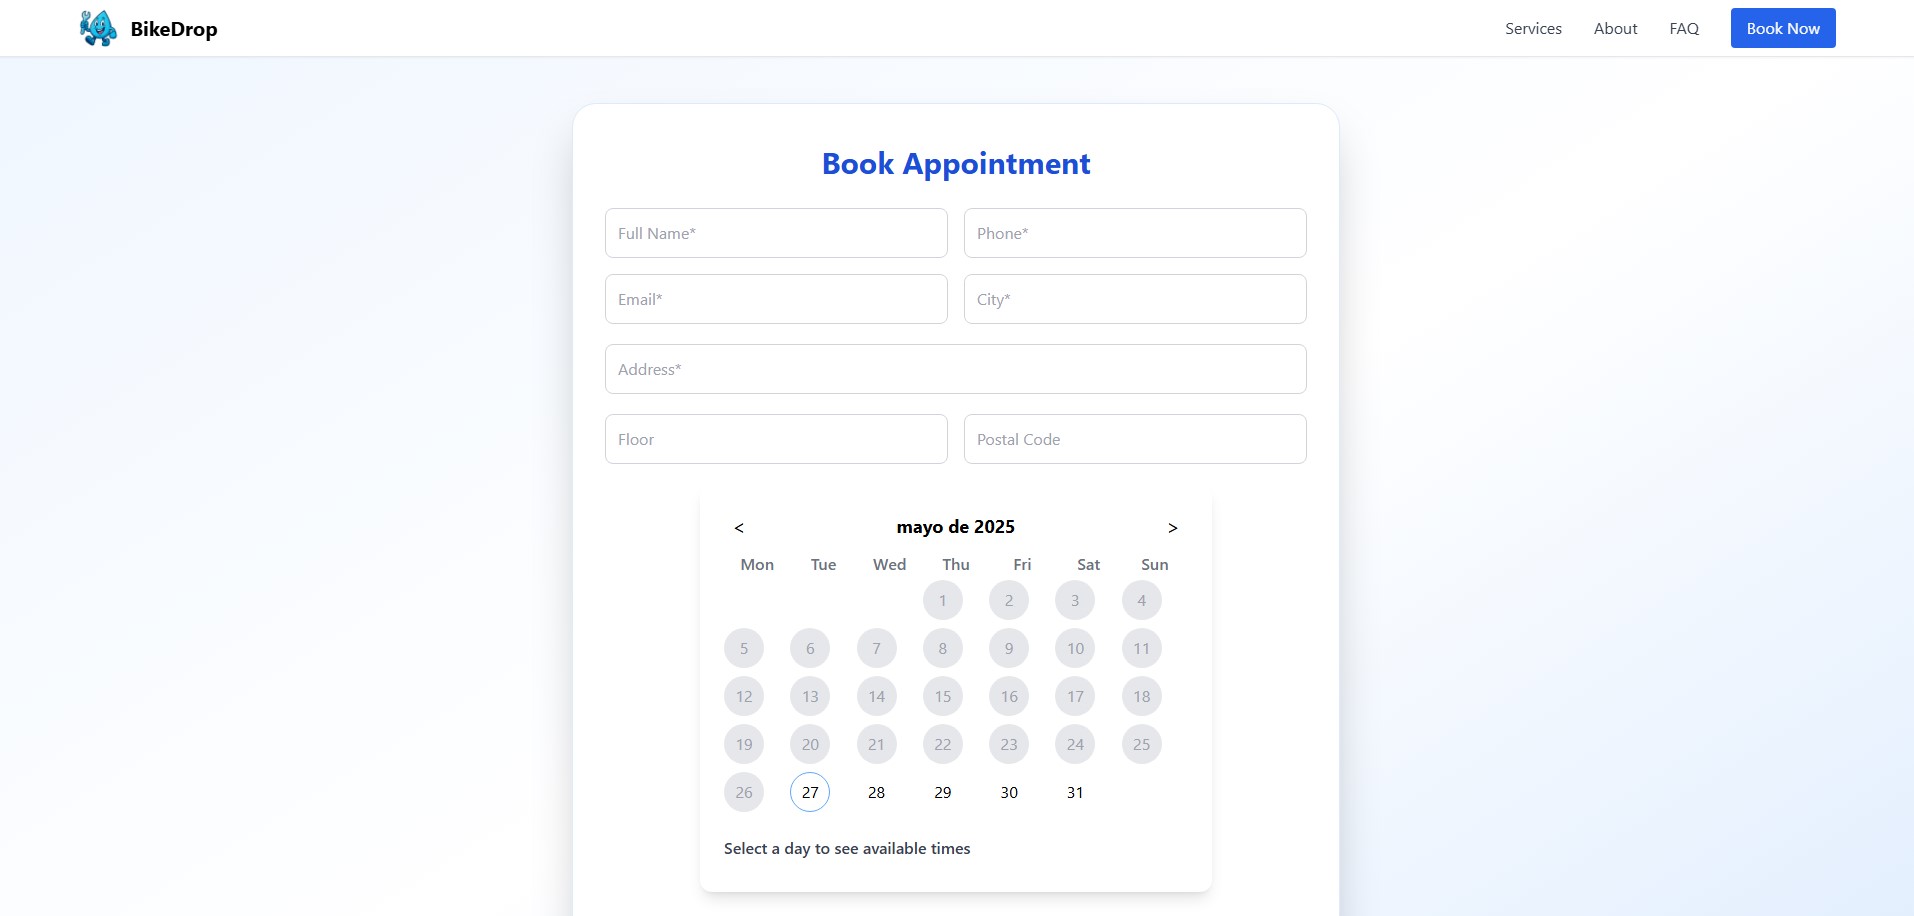 BikeDrop
Services About FAQ Book Now
Book Appointment
Full Name* Phone*
Email* City*
Address*
Floor Postal Code
< mayo de 2025 >
Mon Tue Wed Thu Fri Sat Sun
1 2 3 4
5 6 7 8 9 10 11
12 13 14 15 16 17 18
19 20 21 22 23 24 25
26 27 28 29 30 31
Select a day to see available times